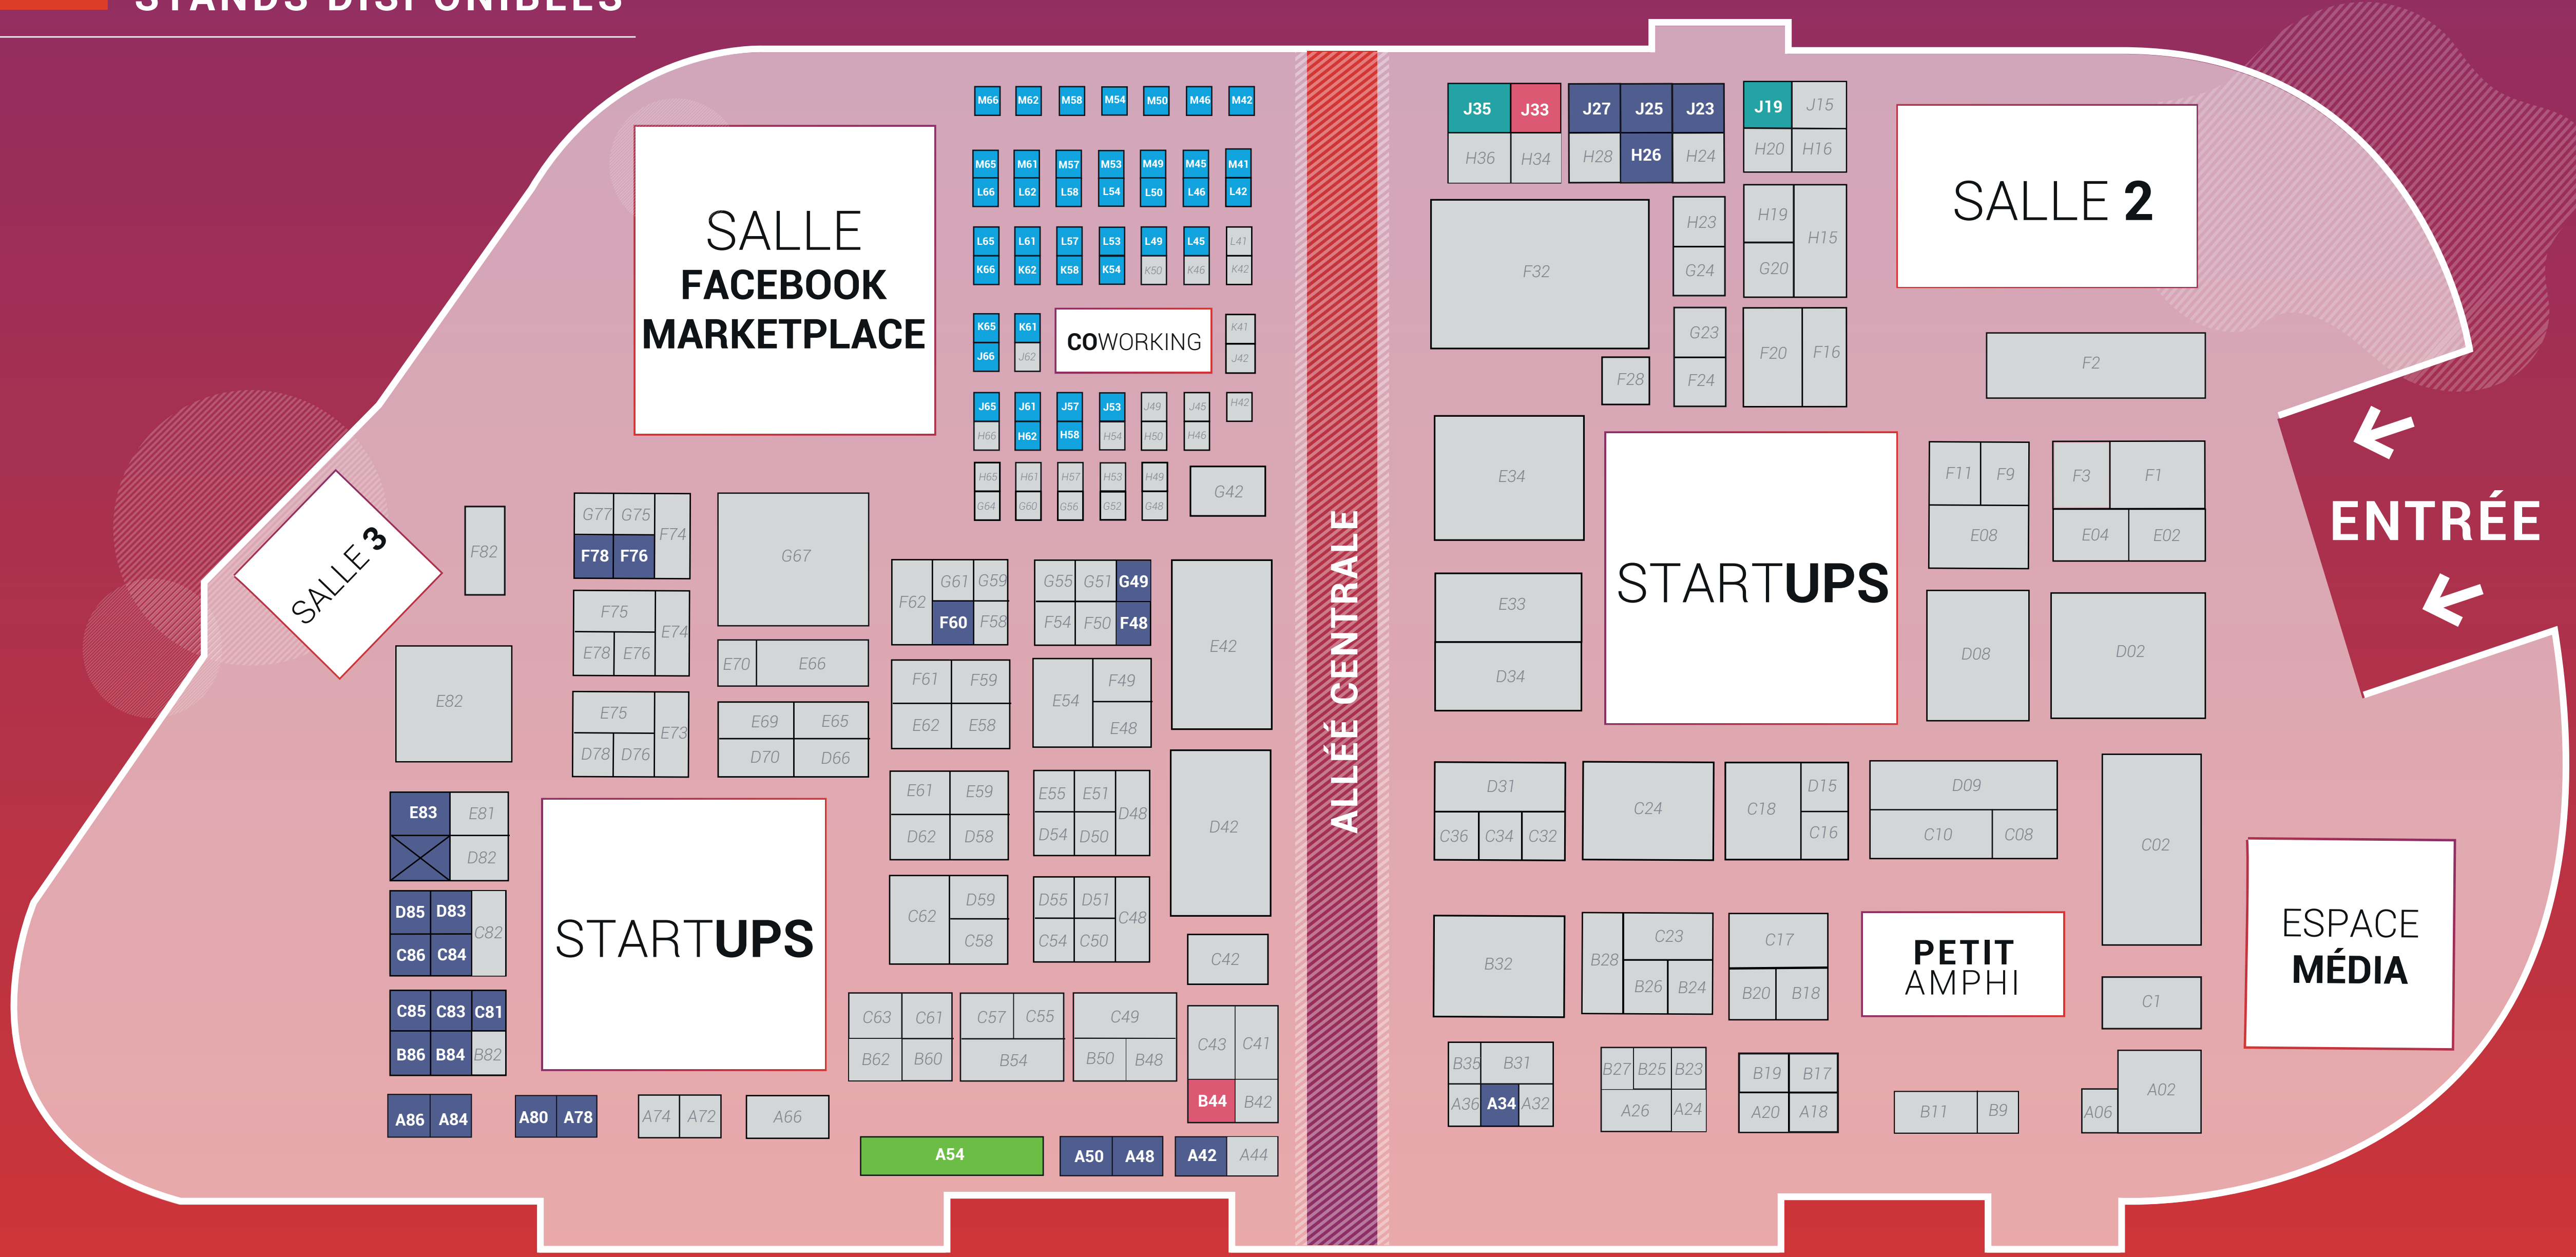 STANDS DISPONIBLES
M66 M62 M58 M54 M50 M46 M42
M65 M61 M57 M53 M49 M45 M41
L66 L62 L58 L54 L50 L46 L42
L65 L61 L57 L53 L49 L45 L41
K66 K62 K58 K54 K50 K46 K42
SALLE
FACEBOOK
MARKETPLACE
K65 K61 K41
J66 J62 J42
COWORKING
J65 J61 J57 J53 J49 J45 H42
H66 H62 H58 H54 H50 H46
H65 H61 H57 H53 H49
G64 G60 G56 G52 G48
G42
SALLE 3
F82
G77 G75 F74
F78 F76
G67
F75 E74
E78 E76
E70 E66
E82
E75 E73
D78 D76
E69 E65
D70 D66
F62 G61 G59
F60 F58
G55 G51 G49
F54 F50 F48
E42
F61 F59
E62 E58
E54 F49
E48
E61 E59
D62 D58
E55 E51 D48
D54 D50
D42
C62 D59
C58
D55 D51 C48
C54 C50
C42
E83 E81
D82
D85 D83 C82
C86 C84
C85 C83 C81
B86 B84 B82
STARTUPS
A86 A84 A80 A78 A74 A72 A66
C63 C61 C57 C55 C49
B62 B60 B54 B50 B48
C43 C41
B44 B42
A54 A50 A48 A42 A44
ALLÉE CENTRALE
J35 J33 J27 J25 J23 J19 J15
H36 H34 H28 H26 H24 H20 H16
SALLE 2
F32
H23 H19 H15
G24 G20
G23 F20 F16
F28 F24
F2
E34
STARTUPS
F11 F9 F3 F1
E08 E04 E02
ENTRÉE
E33
D34
D08 D02
D31
C36 C34 C32
C24
C18 D15
C16
D09
C10 C08
C02
ESPACE
MÉDIA
B32
B28 C23
B26 B24
C17
B20 B18
PETIT
AMPHI
C1
B35 B31
A36 A34 A32
B27 B25 B23
A26 A24
B19 B17
A20 A18
B11 B9
A06 A02